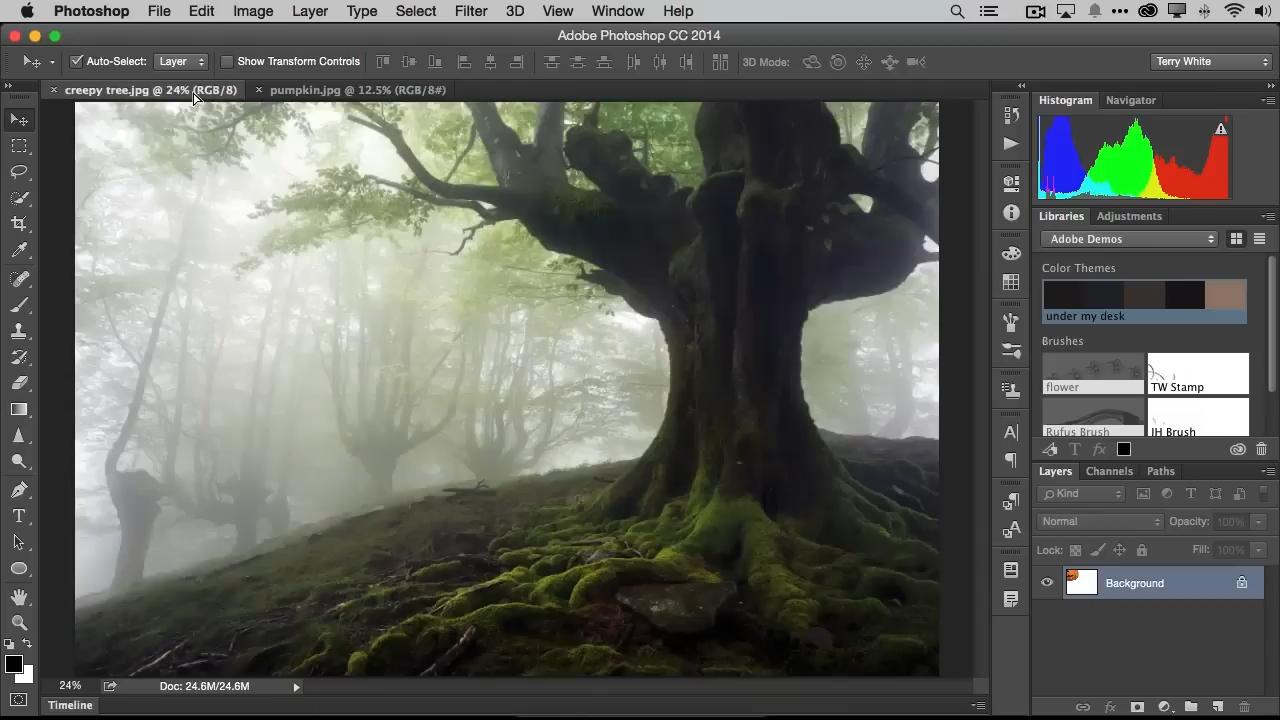 Photoshop File Edit Image Layer Type Select Filter 3D View Window Help
Adobe Photoshop CC 2014
Auto-Select: Layer Show Transform Controls 3D Mode: Terry White
× creepy tree.jpg @ 24% (RGB/8) × pumpkin.jpg @ 12.5% (RGB/8#)
Histogram Navigator
Libraries Adjustments
Adobe Demos
Color Themes
under my desk
Brushes
flower TW Stamp
Rufus Brush JH Brush
Layers Channels Paths
Kind
Normal Opacity: 100%
Lock: Fill: 100%
Background
24% Doc: 24.6M/24.6M
Timeline